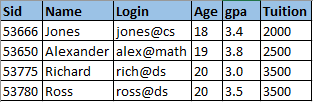 Sid Name Login Age gpa Tuition
53666 Jones jones@cs 18 3.4 2000
53650 Alexander alex@math 19 3.8 2500
53775 Richard rich@ds 20 3.0 3500
53780 Ross ross@ds 20 3.5 3500